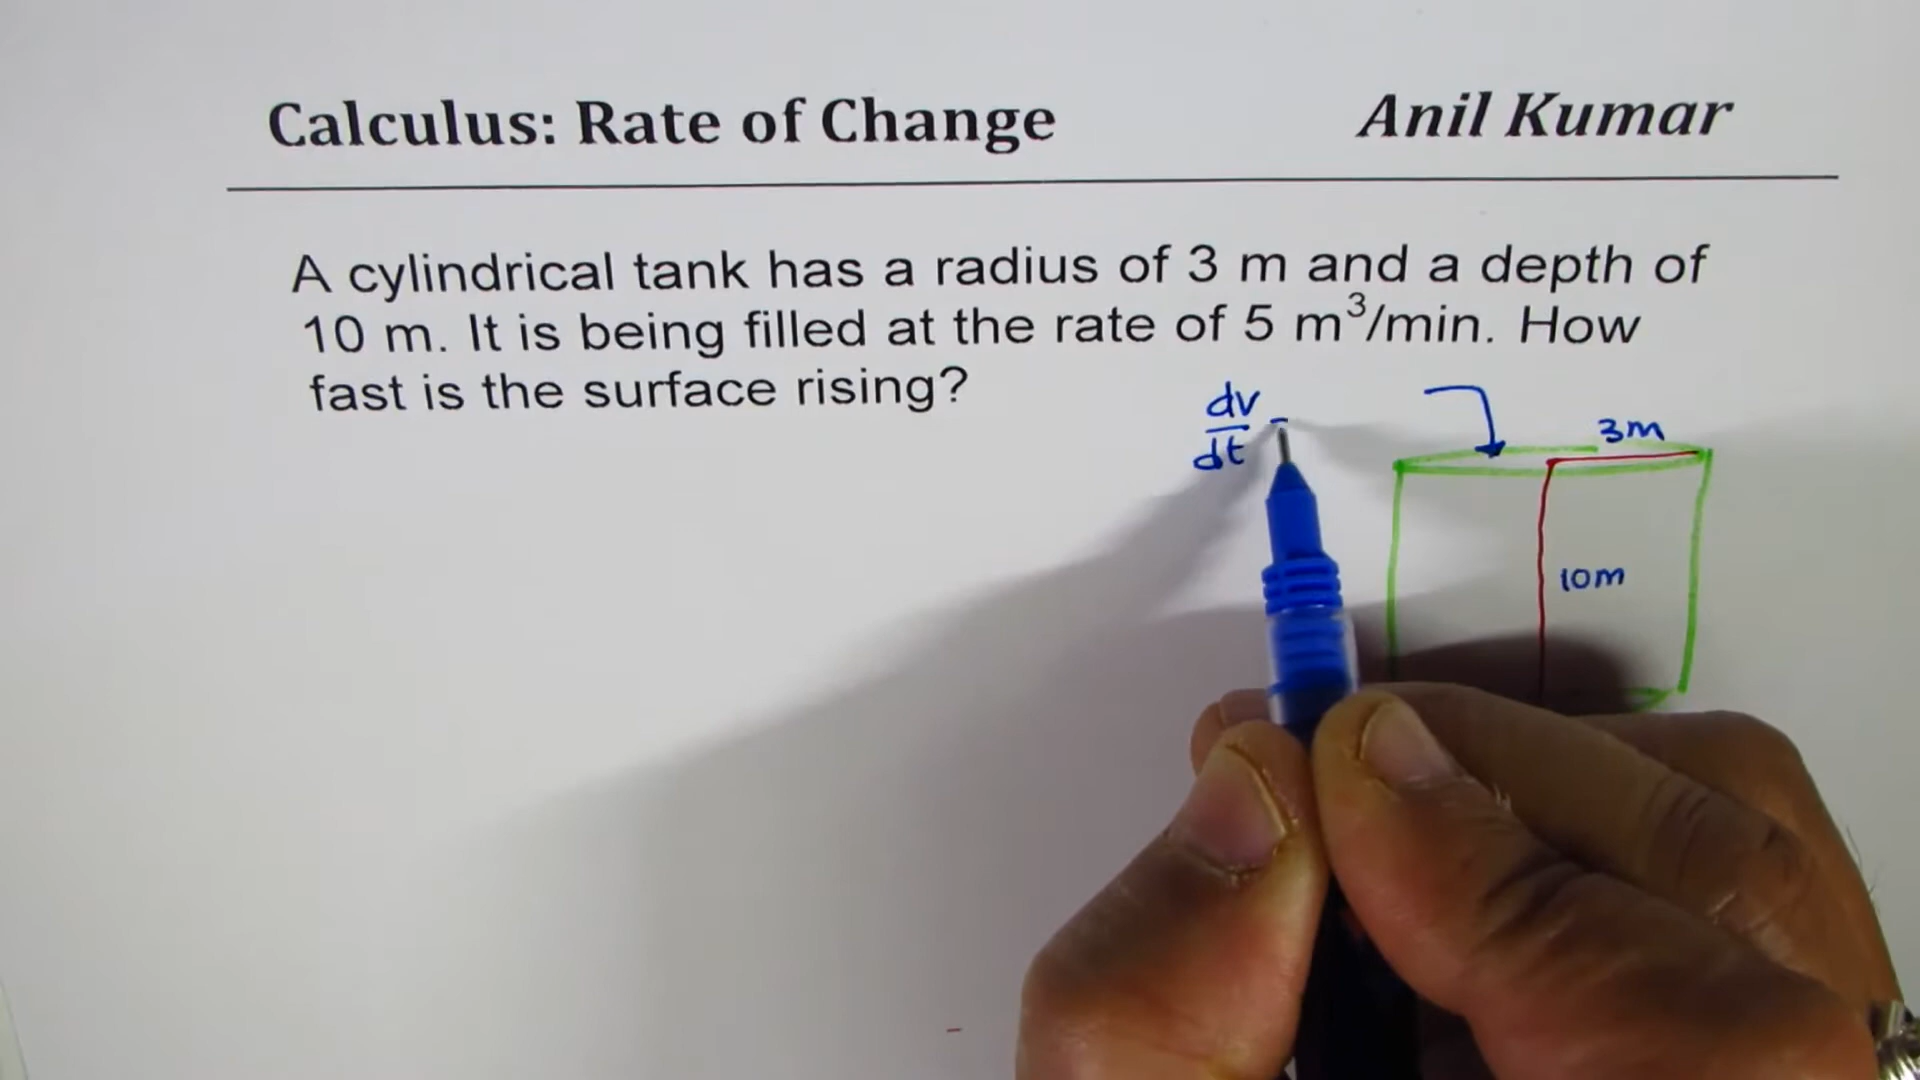 Calculus: Rate of Change Anil Kumar
A cylindrical tank has a radius of 3 m and a depth of
10 m. It is being filled at the rate of 5 m³/min. How
fast is the surface rising?
dv
dt
3m
10m